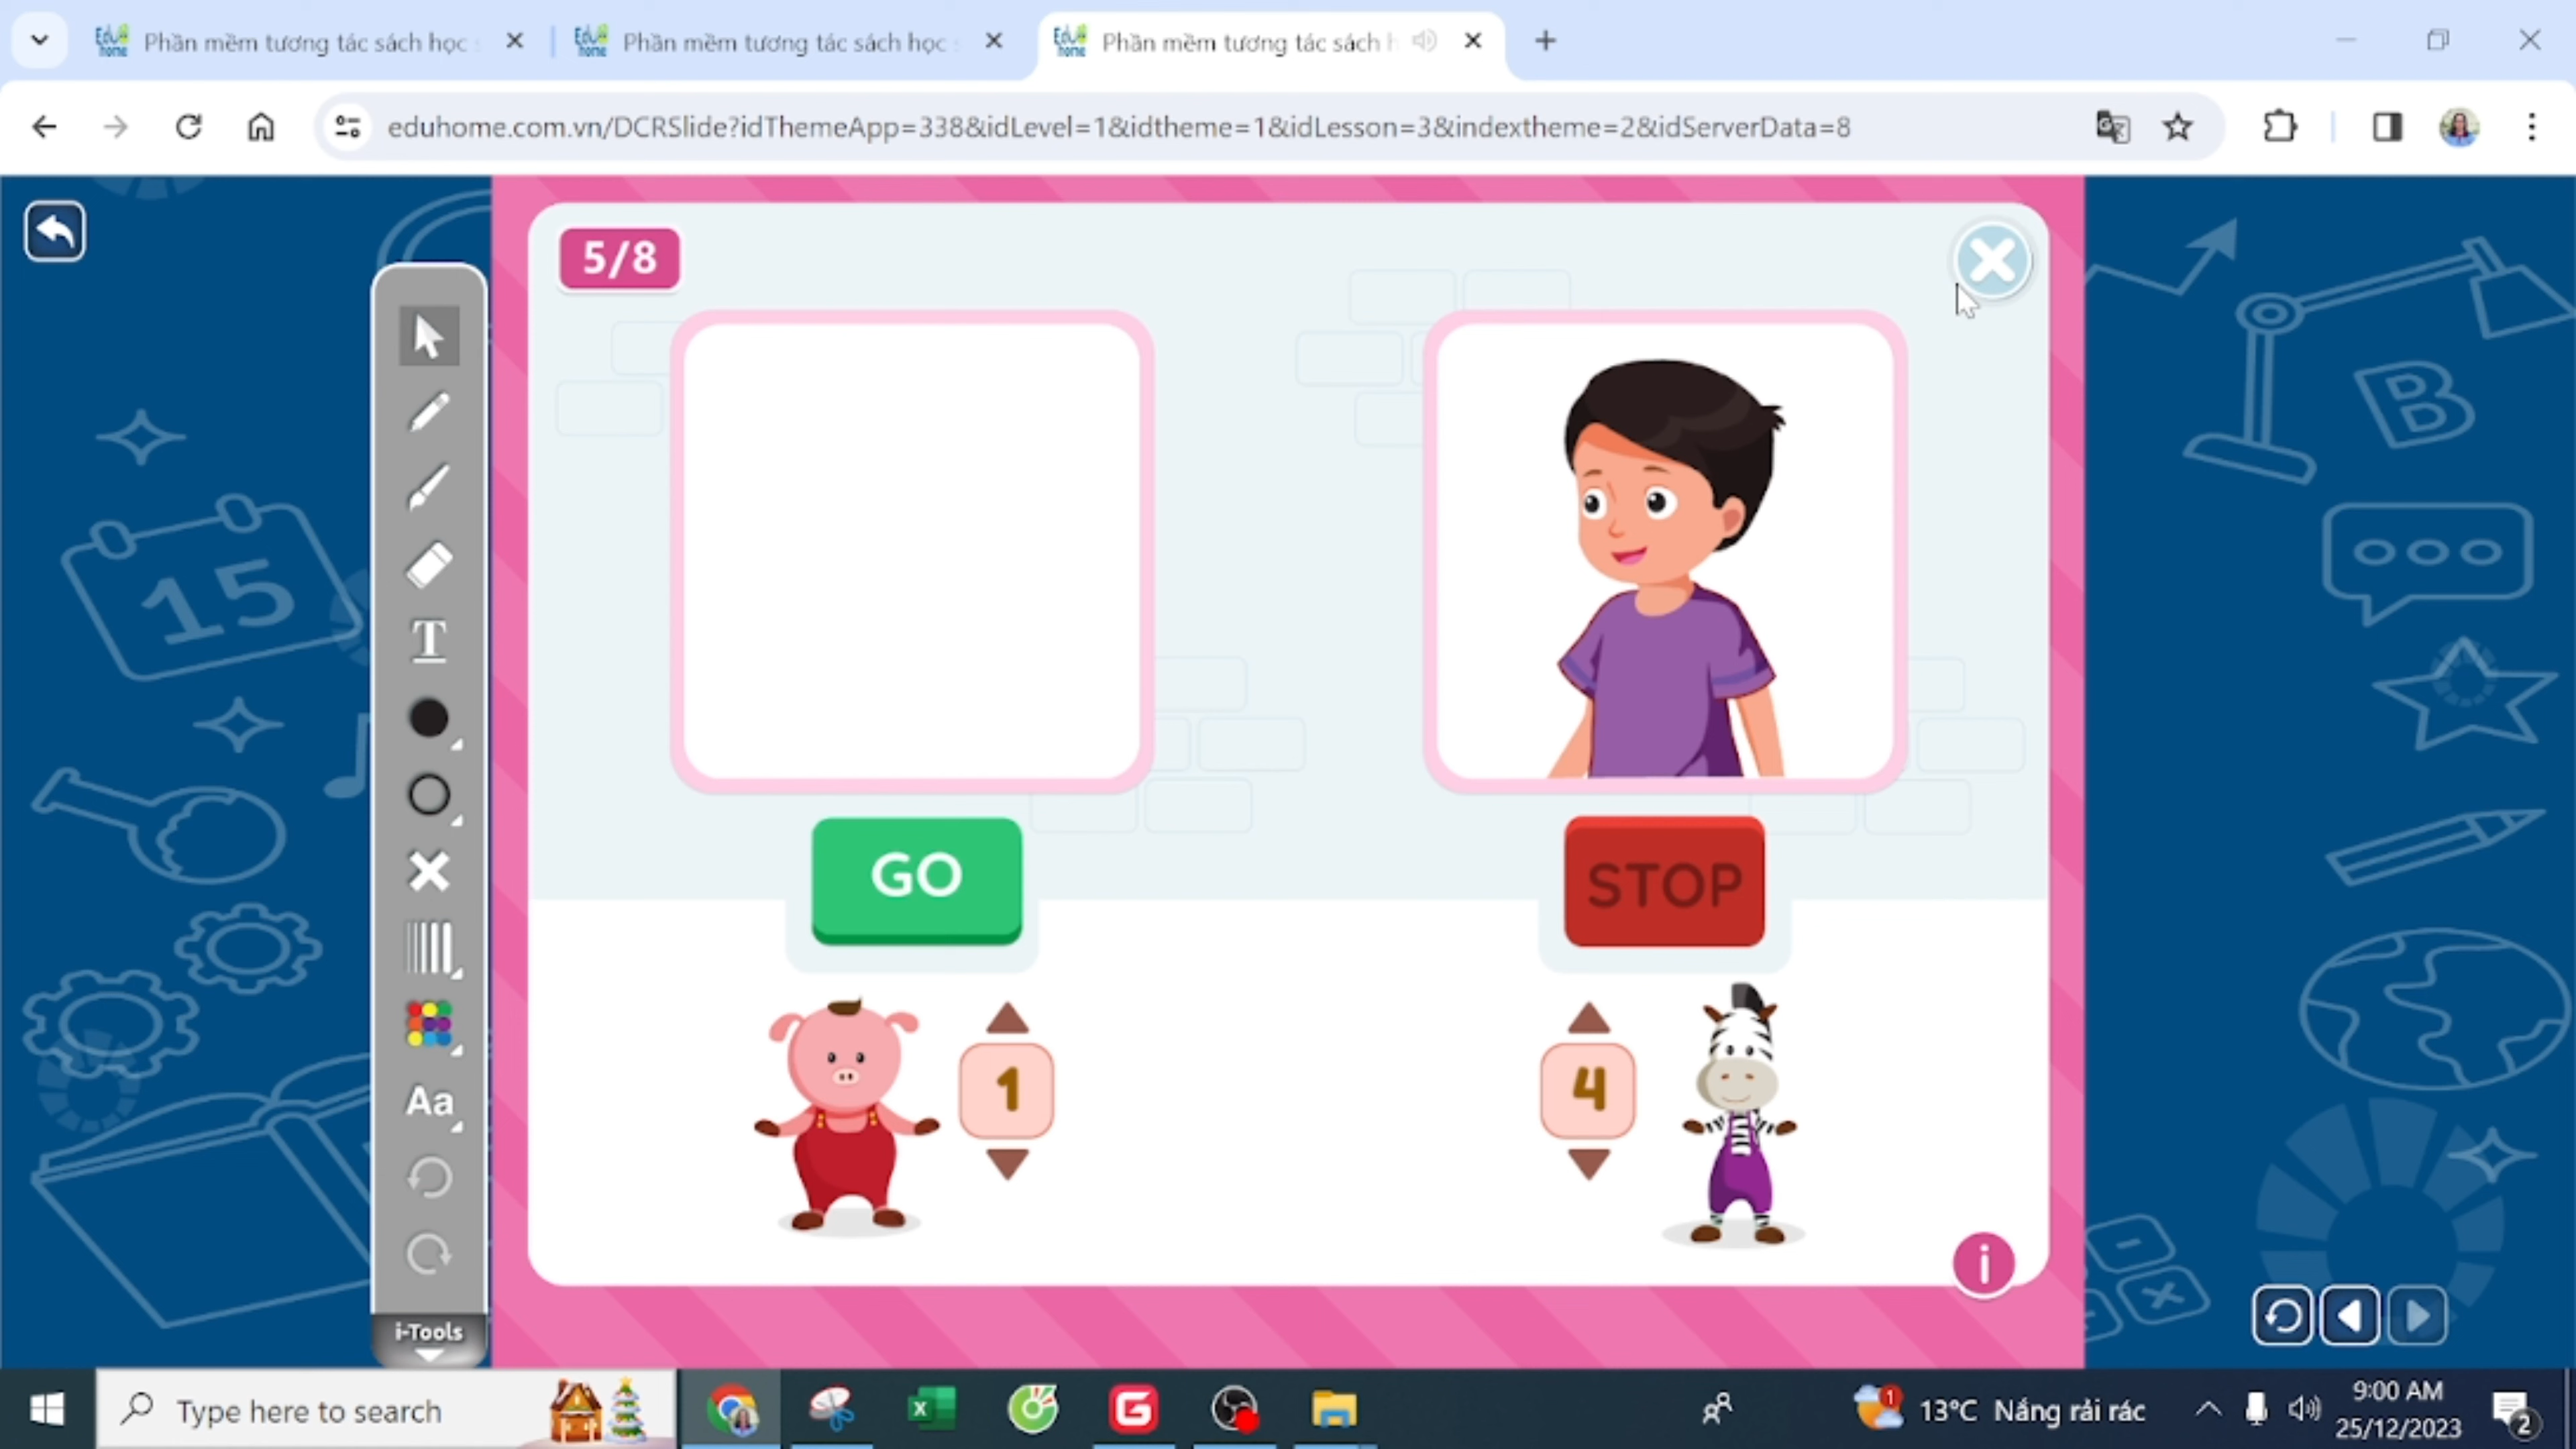 Phần mềm tương tác sách học
Phần mềm tương tác sách học
Phần mềm tương tác sách h
eduhome.com.vn/DCRSlide?idThemeApp=338&idLevel=1&idtheme=1&idLesson=3&indextheme=2&idServerData=8
5/8
15
B
T
GO
STOP
1
4
Aa
i
i-Tools
Type here to search
1
13°C Nắng rải rác
9:00 AM
25/12/2023
2